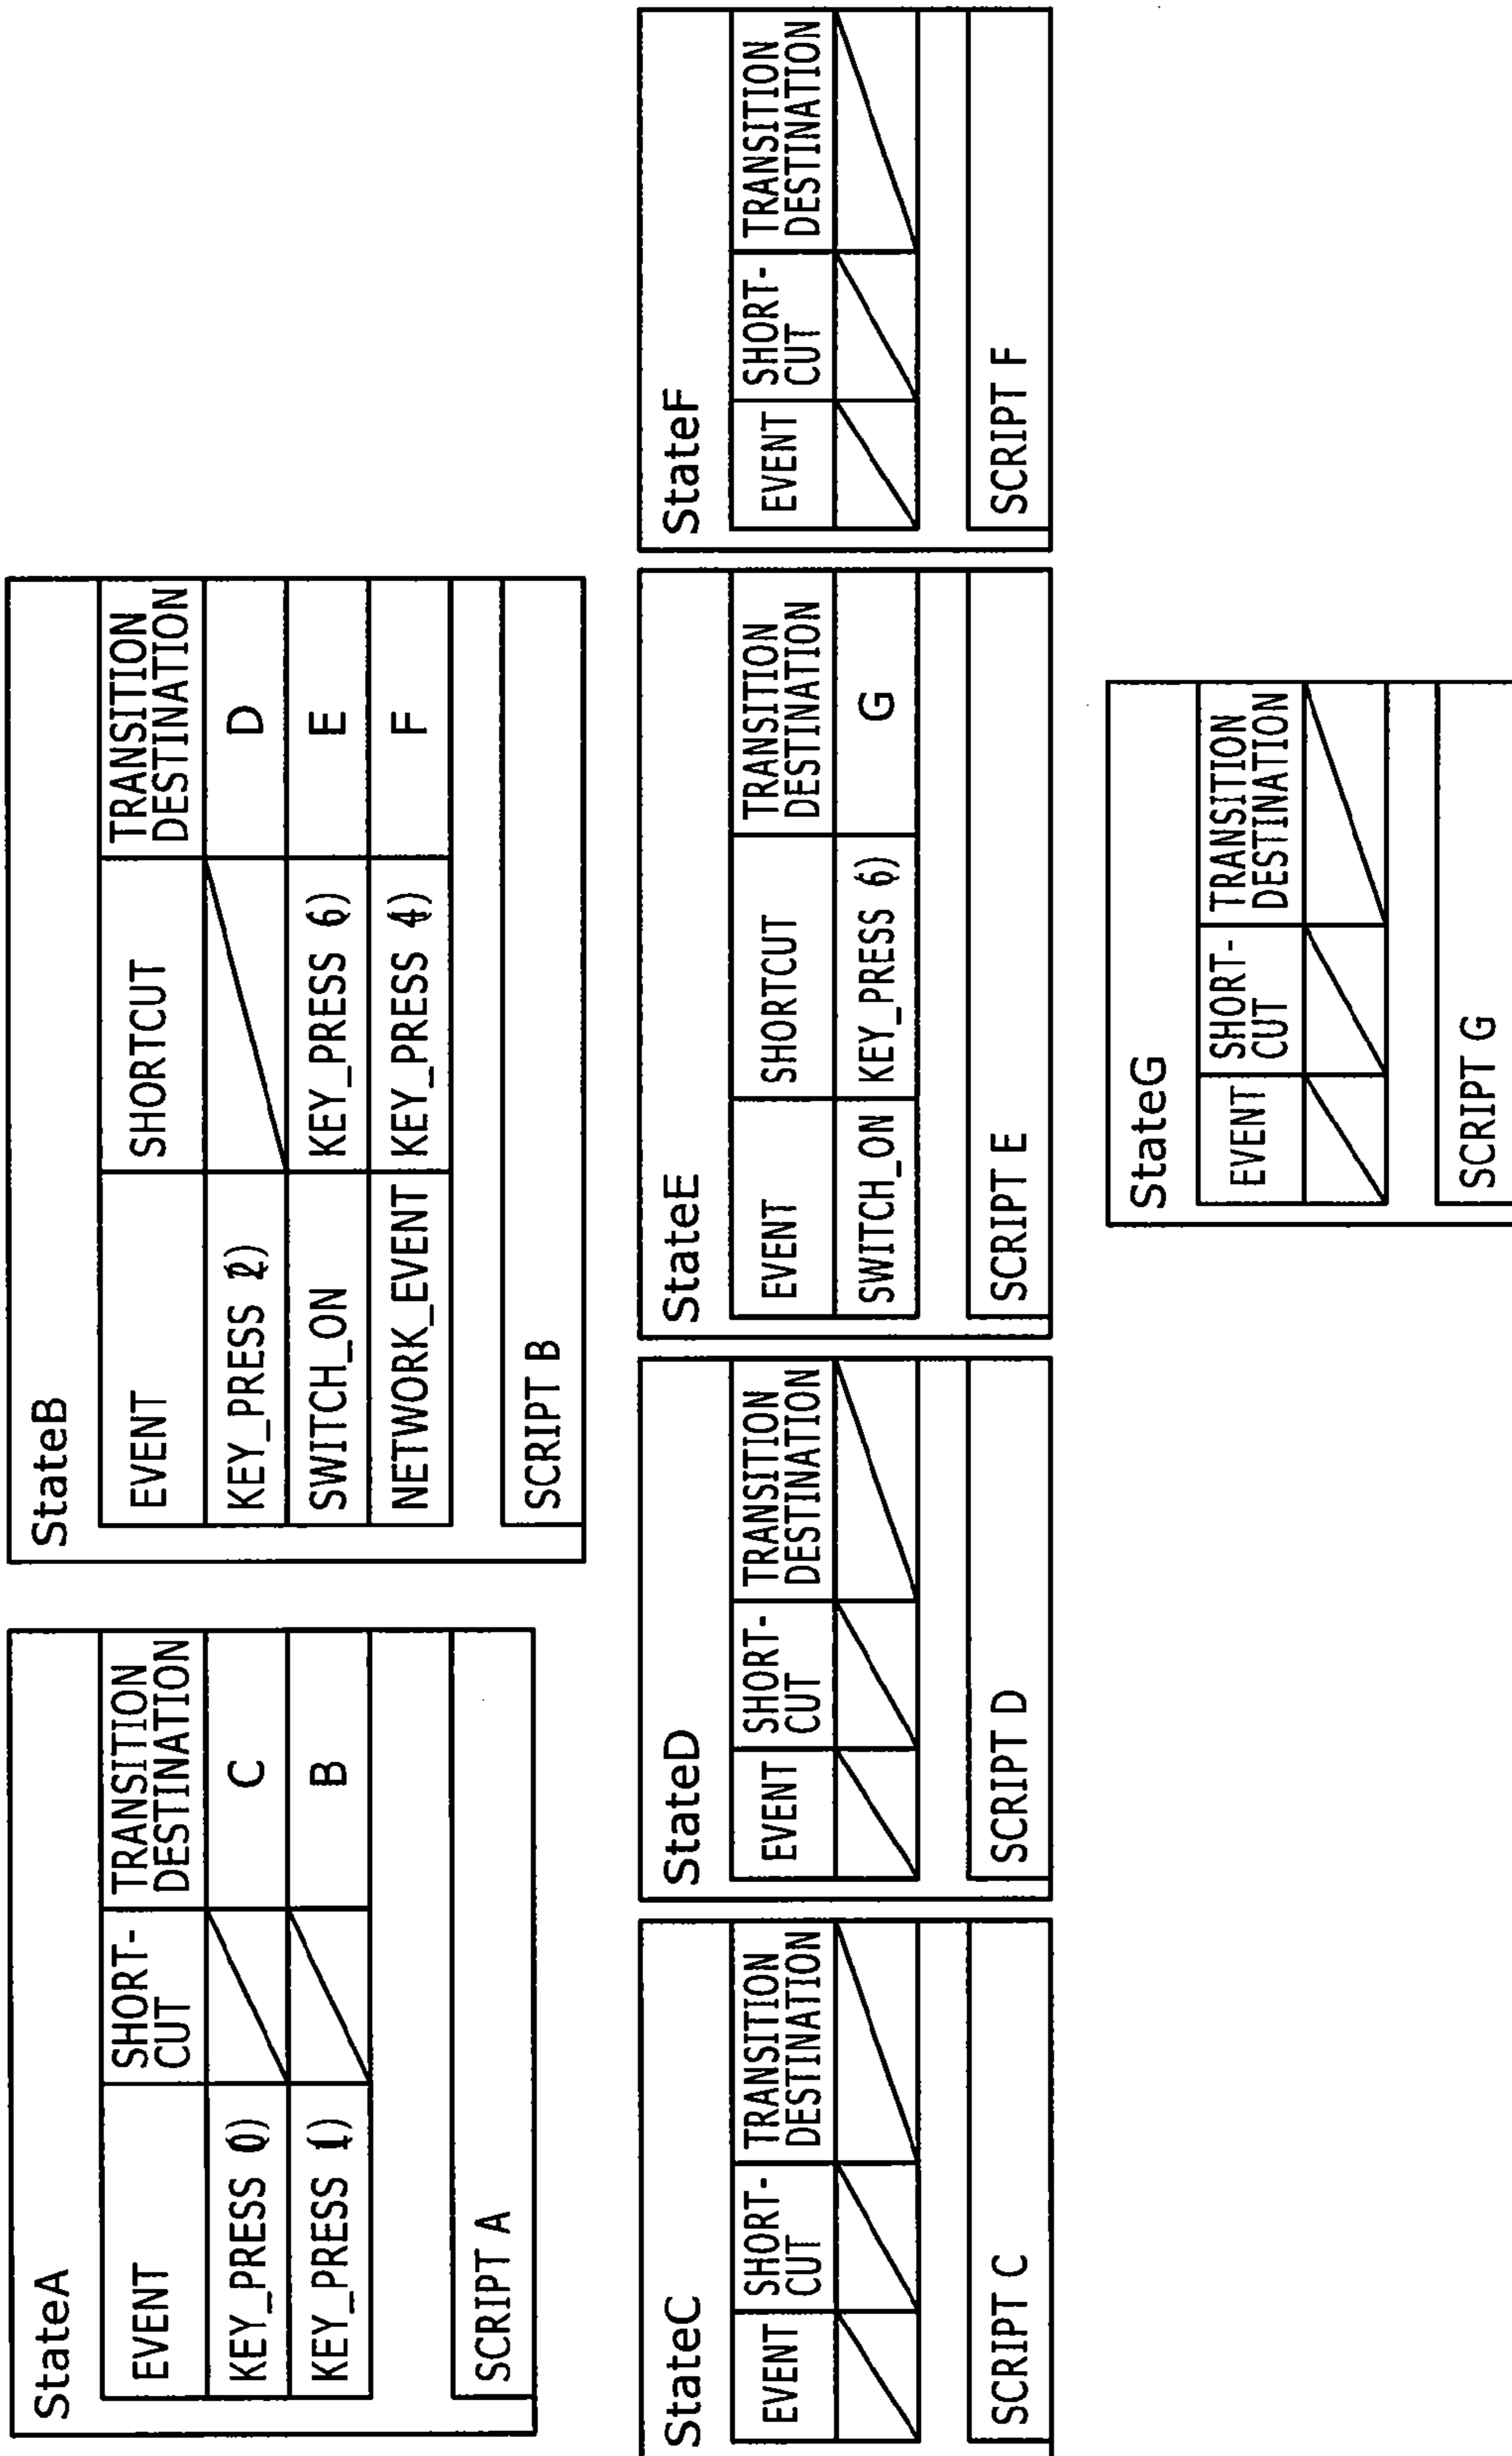 StateA
EVENT
SHORT-
CUT
TRANSITION
DESTINATION
KEY_PRESS (0)
C
KEY_PRESS (1)
B
SCRIPT A
StateB
EVENT
SHORTCUT
TRANSITION
DESTINATION
KEY_PRESS (2)
D
SWITCH_ON
KEY_PRESS (6)
E
NETWORK_EVENT
KEY_PRESS (4)
F
SCRIPT B
StateC
EVENT
SHORT-
CUT
TRANSITION
DESTINATION
SCRIPT C
StateD
EVENT
SHORT-
CUT
TRANSITION
DESTINATION
SCRIPT D
StateE
EVENT
SHORTCUT
TRANSITION
DESTINATION
SWITCH_ON
KEY_PRESS (6)
G
SCRIPT E
StateF
EVENT
SHORT-
CUT
TRANSITION
DESTINATION
SCRIPT F
StateG
EVENT
SHORT-
CUT
TRANSITION
DESTINATION
SCRIPT G